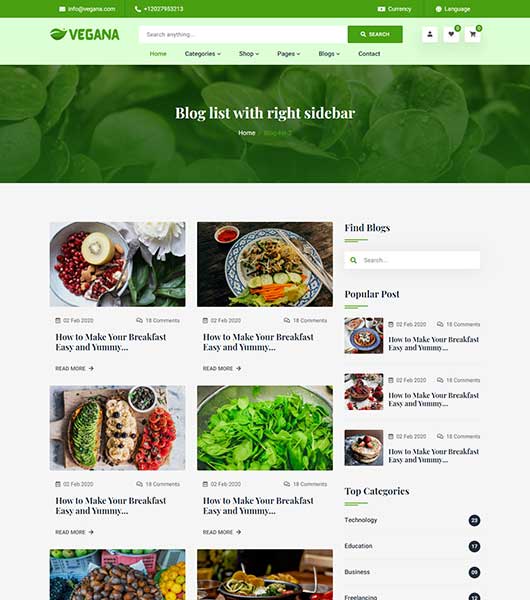 info@vegana.com
+12027953213
Currency
Language
VEGANA
Search anything...
SEARCH
0
0
Home
Categories
Shop
Pages
Blogs
Contact
Blog list with right sidebar
Home
02 Feb 2020
18 Comments
How to Make Your Breakfast
Easy and Yummy...
READ MORE
02 Feb 2020
18 Comments
How to Make Your Breakfast
Easy and Yummy...
READ MORE
02 Feb 2020
18 Comments
How to Make Your Breakfast
Easy and Yummy...
READ MORE
02 Feb 2020
18 Comments
How to Make Your Breakfast
Easy and Yummy...
READ MORE
Find Blogs
Search...
Popular Post
02 Feb 2020
18 Comments
How to Make Your Breakfast
Easy and Yummy...
02 Feb 2020
18 Comments
How to Make Your Breakfast
Easy and Yummy...
02 Feb 2020
18 Comments
How to Make Your Breakfast
Easy and Yummy...
Top Categories
Technology
23
Education
17
Business
09
Freelancing